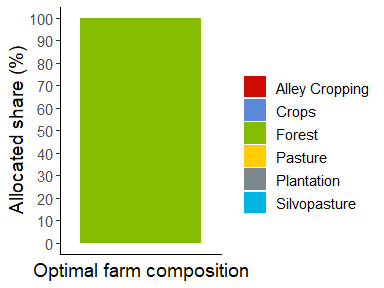 Allocated share (%)
100
90
80
70
60
50
40
30
20
10
0
Optimal farm composition
Alley Cropping
Crops
Forest
Pasture
Plantation
Silvopasture